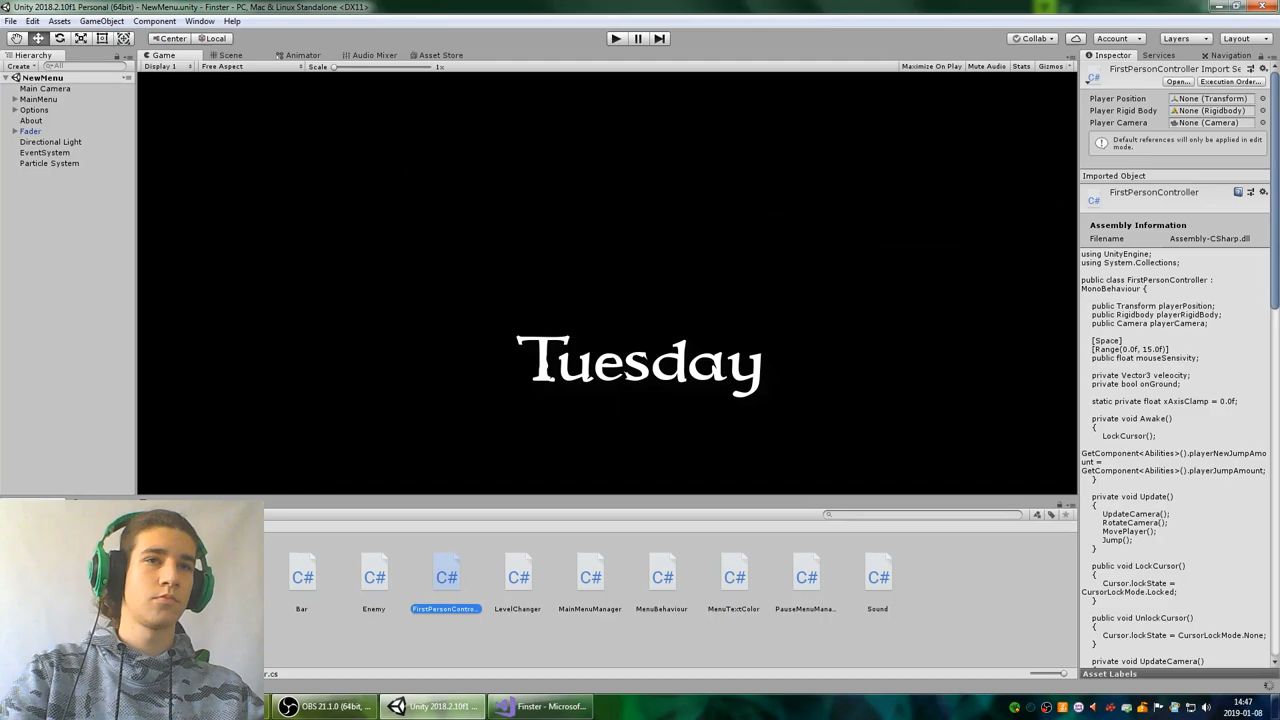 Unity 2018.2.10f1 Personal (64bit) - NewMenu.unity - Finster - PC, Mac & Linux Standalone <DX11>
File Edit Assets GameObject Component Window Help
Center Local Collab Account Layers Layout
Hierarchy
Game Scene Animator Audio Mixer Asset Store
Inspector Services Navigation
Create All
Display 1 Free Aspect Scale 1x Maximize On Play Mute Audio Stats Gizmos
NewMenu
Main Camera
MainMenu
Options
About
Fader
Directional Light
EventSystem
Particle System
Tuesday
FirstPersonController Import Se
Open... Execution Order...
Player Position None (Transform)
Player Rigid Body None (Rigidbody)
Player Camera None (Camera)
Default references will only be applied in edit
mode.
Imported Object
FirstPersonController
Assembly Information
Filename Assembly-CSharp.dll
using UnityEngine;
using System.Collections;
public class FirstPersonController :
MonoBehaviour {
public Transform playerPosition;
public Rigidbody playerRigidBody;
public Camera playerCamera;
[Space]
[Range(0.0f, 15.0f)]
public float mouseSensivity;
private Vector3 veleocity;
private bool onGround;
static private float xAxisClamp = 0.0f;
private void Awake()
{
LockCursor();
GetComponent<Abilities>().playerNewJumpAmo
unt =
GetComponent<Abilities>().playerJumpAmount;
}
private void Update()
{
UpdateCamera();
RotateCamera();
MovePlayer();
Jump();
}
public void LockCursor()
{
Cursor.lockState =
CursorLockMode.Locked;
}
public void UnlockCursor()
{
Cursor.lockState = CursorLockMode.None;
}
private void UpdateCamera()
Asset Labels
C# C# C# C# C# C# C# C# C#
Bar Enemy FirstPersonContro... LevelChanger MainMenuManager MenuBehaviour MenuTextColor PauseMenuMana... Sound
r.cs
OBS 21.1.0 (64bit, ... Unity 2018.2.10f1 ... Finster - Microsof...
14:47
2019-01-08